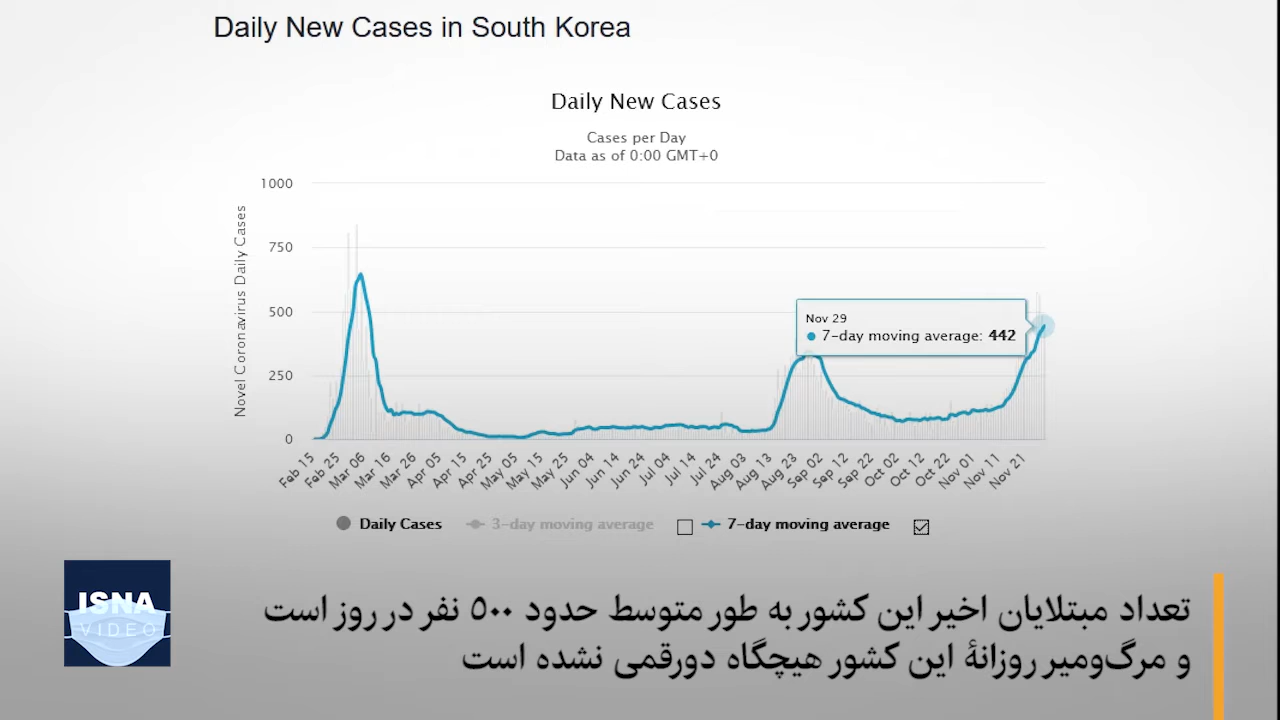 Daily New Cases in South Korea
Daily New Cases
Cases per Day
Data as of 0:00 GMT+0
Novel Coronavirus Daily Cases
1000
750
500
250
0
Nov 29
7-day moving average: 442
Feb 15
Feb 25
Mar 06
Mar 16
Mar 26
Apr 05
Apr 15
Apr 25
May 05
May 15
May 25
Jun 04
Jun 14
Jun 24
Jul 04
Jul 14
Jul 24
Aug 03
Aug 13
Aug 23
Sep 02
Sep 12
Sep 22
Oct 02
Oct 12
Oct 22
Nov 01
Nov 11
Nov 21
Daily Cases 3-day moving average 7-day moving average
ISNA
VIDEO
تعداد مبتلایان اخیر این کشور به طور متوسط حدود ۵۰۰ نفر در روز است
و مرگ‌ومیر روزانهٔ این کشور هیچگاه دورقمی نشده است